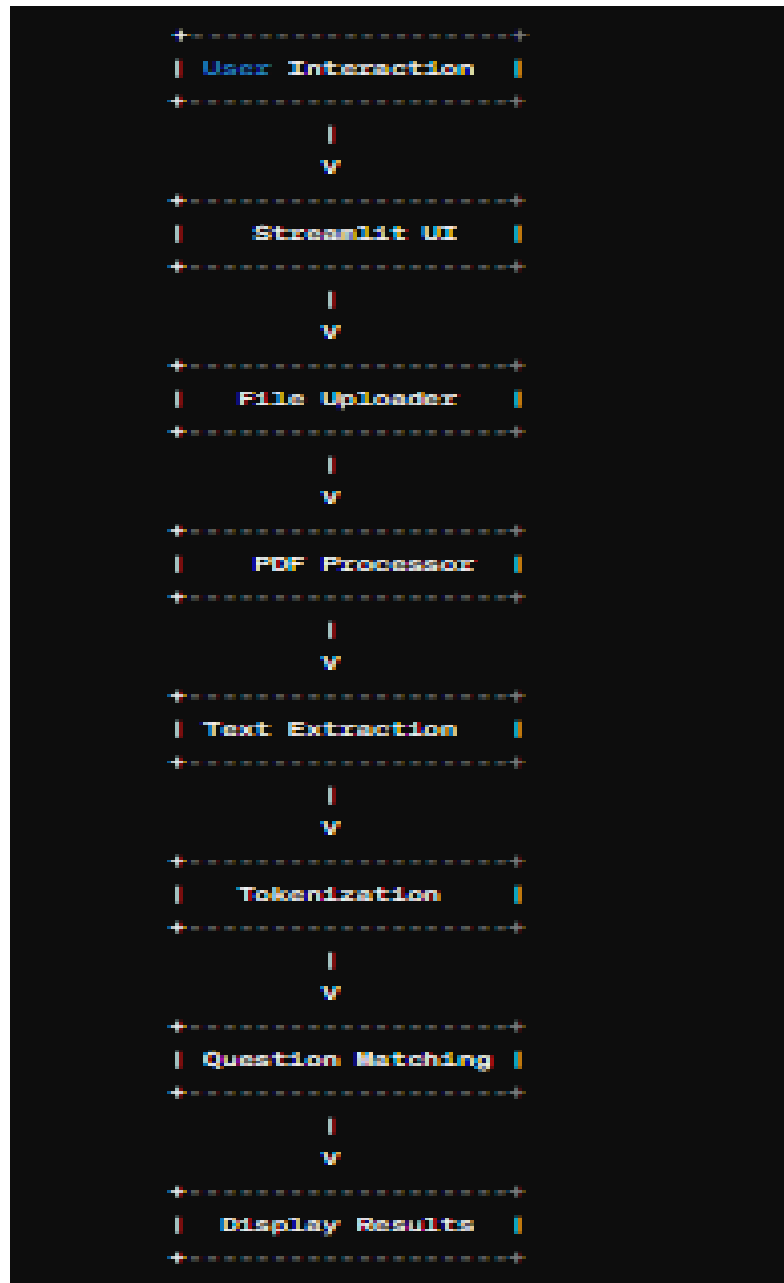 +--------------------+
| User Interaction |
+--------------------+
|
v
+--------------------+
| Streamlit UI |
+--------------------+
|
v
+--------------------+
| File Uploader |
+--------------------+
|
v
+--------------------+
| PDF Processor |
+--------------------+
|
v
+--------------------+
| Text Extraction |
+--------------------+
|
v
+--------------------+
| Tokenization |
+--------------------+
|
v
+--------------------+
| Question Matching |
+--------------------+
|
v
+--------------------+
| Display Results |
+--------------------+